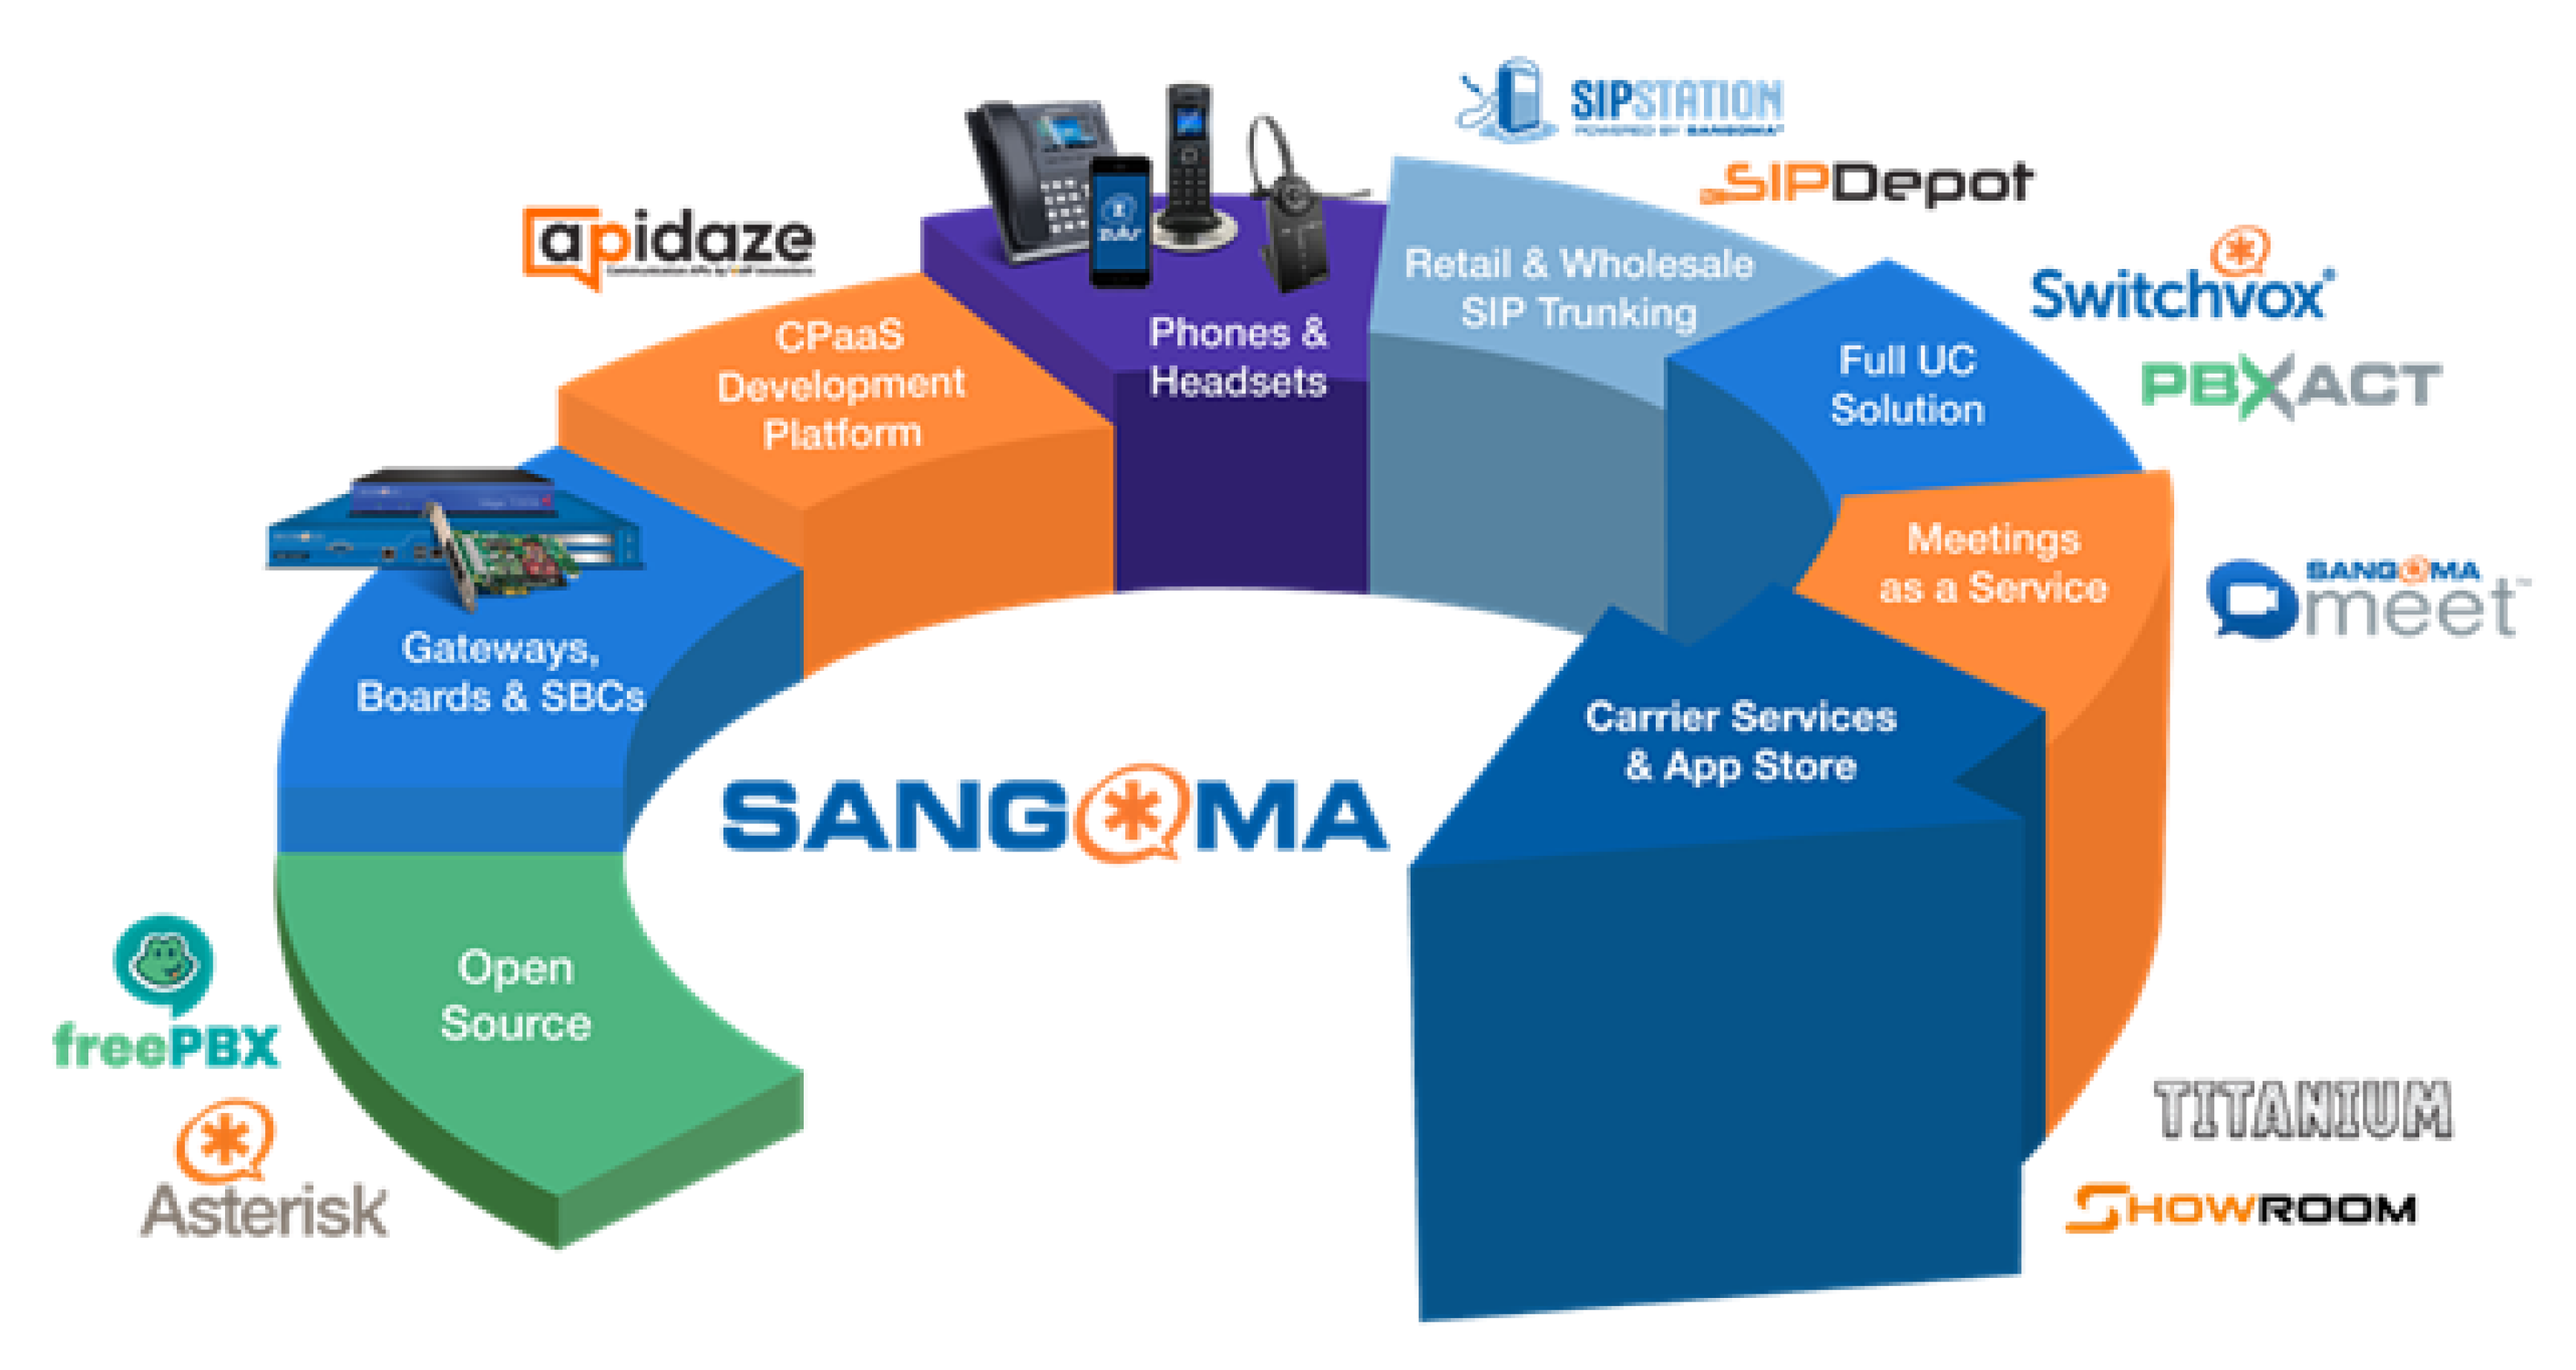 SIPSTATION
POWERED BY SANGOMA
SIPDepot
apidaze
Switchvox®
zulu
Retail & Wholesale
SIP Trunking
CPaaS
Development
Platform
Phones &
Headsets
Full UC
Solution
PBXACT
Meetings
as a Service
SANGOMA
meet™
Gateways,
Boards & SBCs
Carrier Services
& App Store
SANGOMA
Open
Source
freePBX
Asterisk
TITANIUM
SHOWROOM